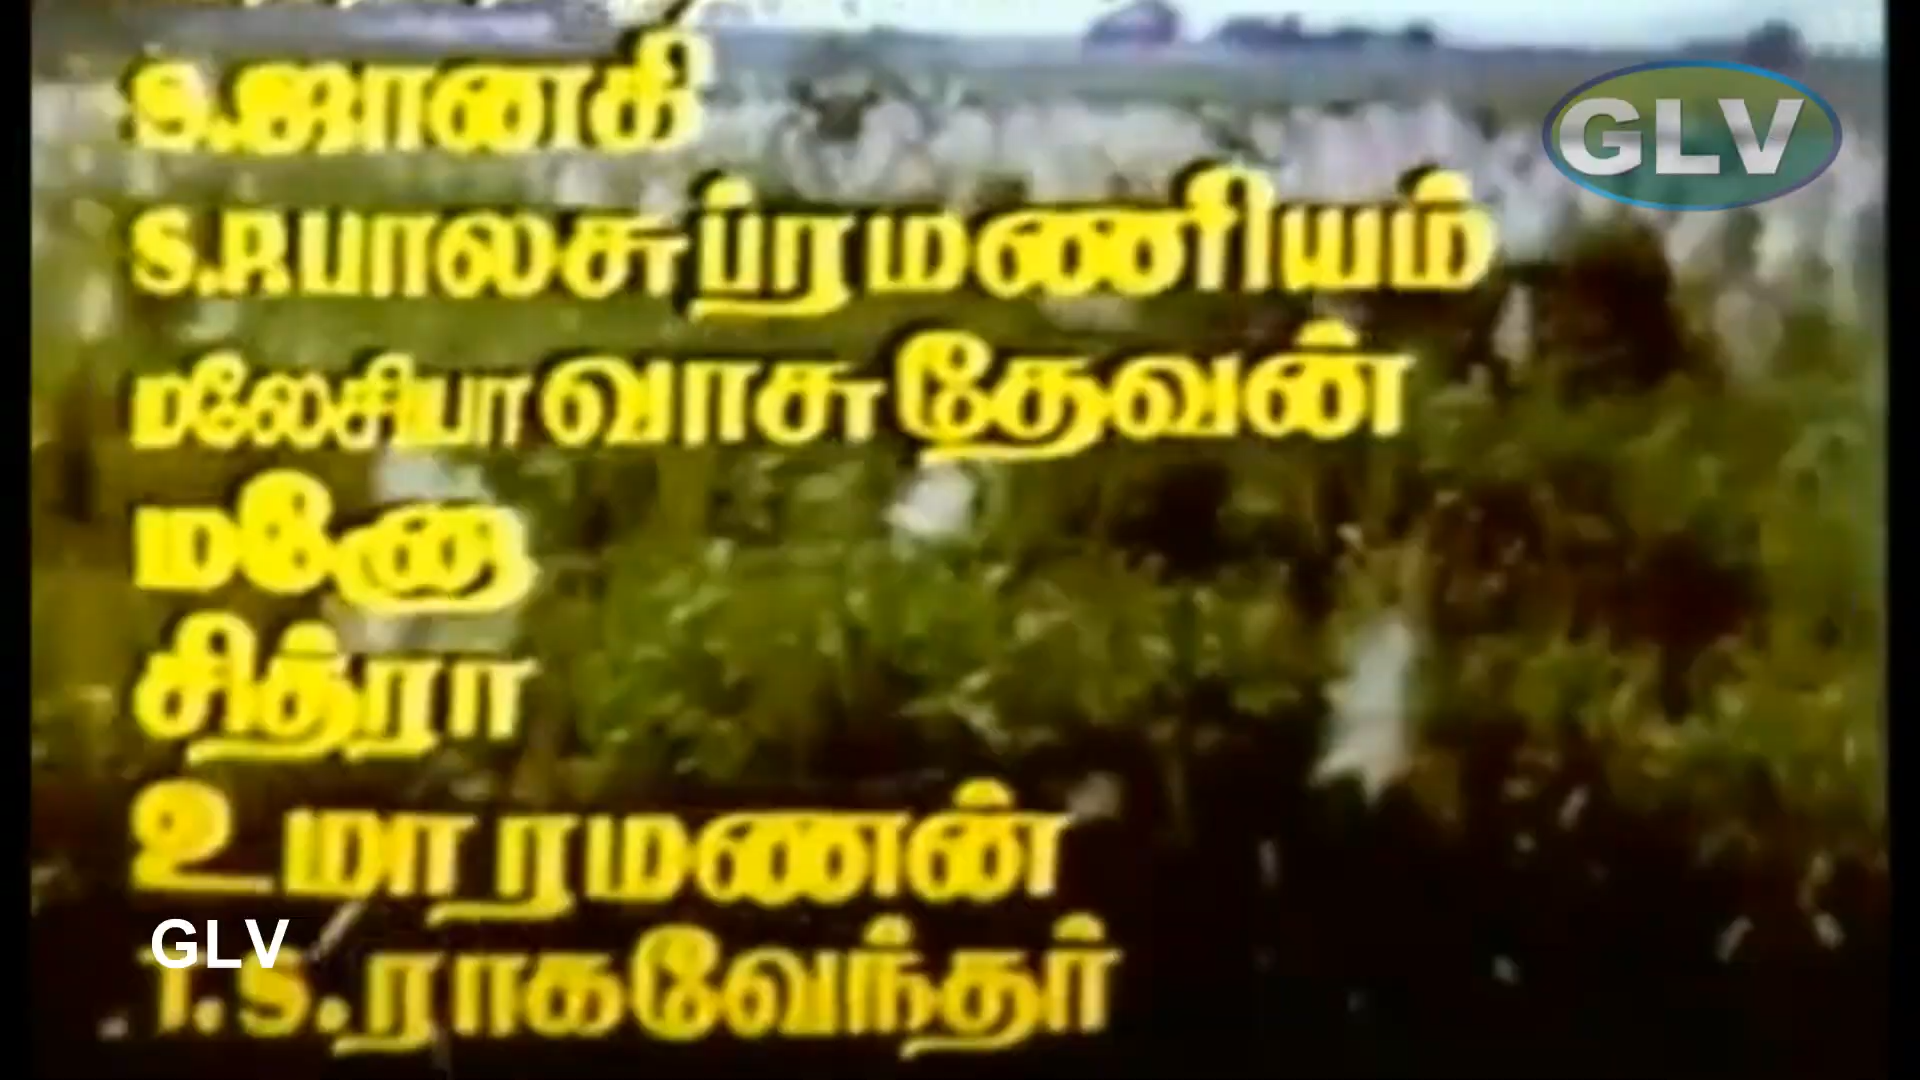 S.ஜானகி
GLV
S.P.பாலசுப்ரமணியம்
மலேசியா வாசுதேவன்
மனோ
சித்ரா
உமாரமணன்
GLV
T.S.ராகவேந்தர்